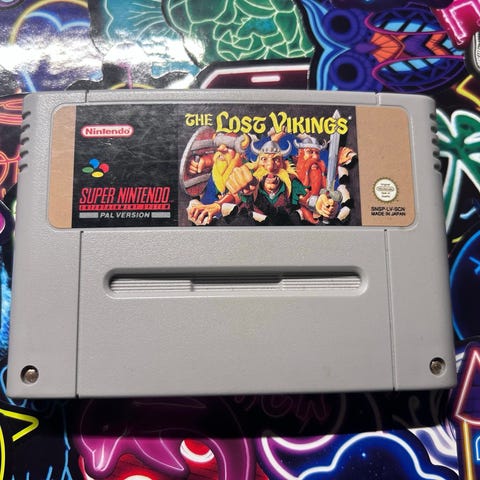 Nintendo
THE LOST VIKINGS
SUPER NINTENDO
ENTERTAINMENT SYSTEM
PAL VERSION
SNSP-LV-SCN
MADE IN JAPAN